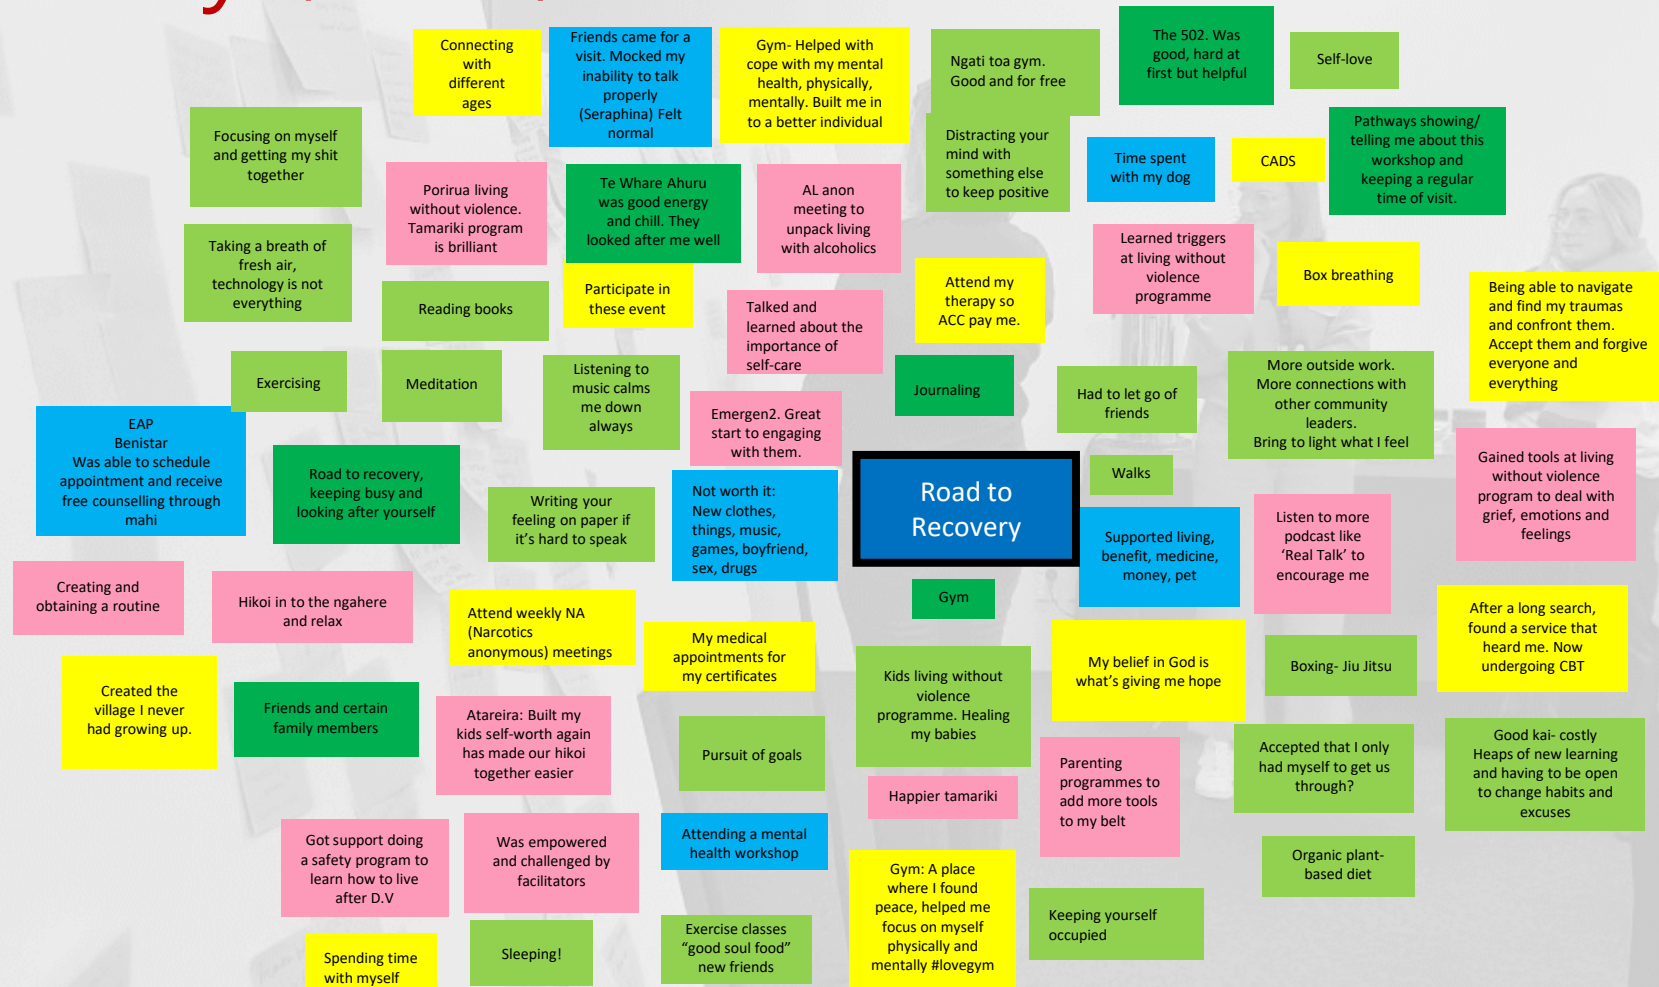 Connecting
with
different
ages
Friends came for a
visit. Mocked my
inability to talk
properly
(Seraphina) Felt
normal
Gym- Helped with
cope with my mental
health, physically,
mentally. Built me in
to a better individual
Ngati toa gym.
Good and for free
The 502. Was
good, hard at
first but helpful
Self-love
Focusing on myself
and getting my shit
together
Porirua living
without violence.
Tamariki program
is brilliant
Te Whare Ahuru
was good energy
and chill. They
looked after me well
AL anon
meeting to
unpack living
with alcoholics
Distracting your
mind with
something else
to keep positive
Time spent
with my dog
CADS
Pathways showing/
telling me about this
workshop and
keeping a regular
time of visit.
Taking a breath of
fresh air,
technology is not
everything
Reading books
Participate in
these event
Talked and
learned about the
importance of
self-care
Attend my
therapy so
ACC pay me.
Learned triggers
at living without
violence
programme
Box breathing
Being able to navigate
and find my traumas
and confront them.
Accept them and forgive
everyone and
everything
Exercising
Meditation
Listening to
music calms
me down
always
Emergen2. Great
start to engaging
with them.
Journaling
Had to let go of
friends
More outside work.
More connections with
other community
leaders.
Bring to light what I feel
EAP
Benistar
Was able to schedule
appointment and receive
free counselling through
mahi
Road to recovery,
keeping busy and
looking after yourself
Writing your
feeling on paper if
it's hard to speak
Not worth it:
New clothes,
things, music,
games, boyfriend,
sex, drugs
Road to
Recovery
Walks
Supported living,
benefit, medicine,
money, pet
Listen to more
podcast like
‘Real Talk’ to
encourage me
Gained tools at living
without violence
program to deal with
grief, emotions and
feelings
Creating and
obtaining a routine
Hikoi in to the ngahere
and relax
Attend weekly NA
(Narcotics
anonymous) meetings
My medical
appointments for
my certificates
Gym
My belief in God is
what's giving me hope
Boxing- Jiu Jitsu
After a long search,
found a service that
heard me. Now
undergoing CBT
Created the
village I never
had growing up.
Friends and certain
family members
Atareira: Built my
kids self-worth again
has made our hikoi
together easier
Pursuit of goals
Kids living without
violence
programme. Healing
my babies
Happier tamariki
Parenting
programmes to
add more tools
to my belt
Accepted that I only
had myself to get us
through?
Good kai- costly
Heaps of new learning
and having to be open
to change habits and
excuses
Got support doing
a safety program to
learn how to live
after D.V
Was empowered
and challenged by
facilitators
Attending a mental
health workshop
Gym: A place
where I found
peace, helped me
focus on myself
physically and
mentally #lovegym
Organic plant-
based diet
Keeping yourself
occupied
Spending time
with myself
Sleeping!
Exercise classes
“good soul food”
new friends